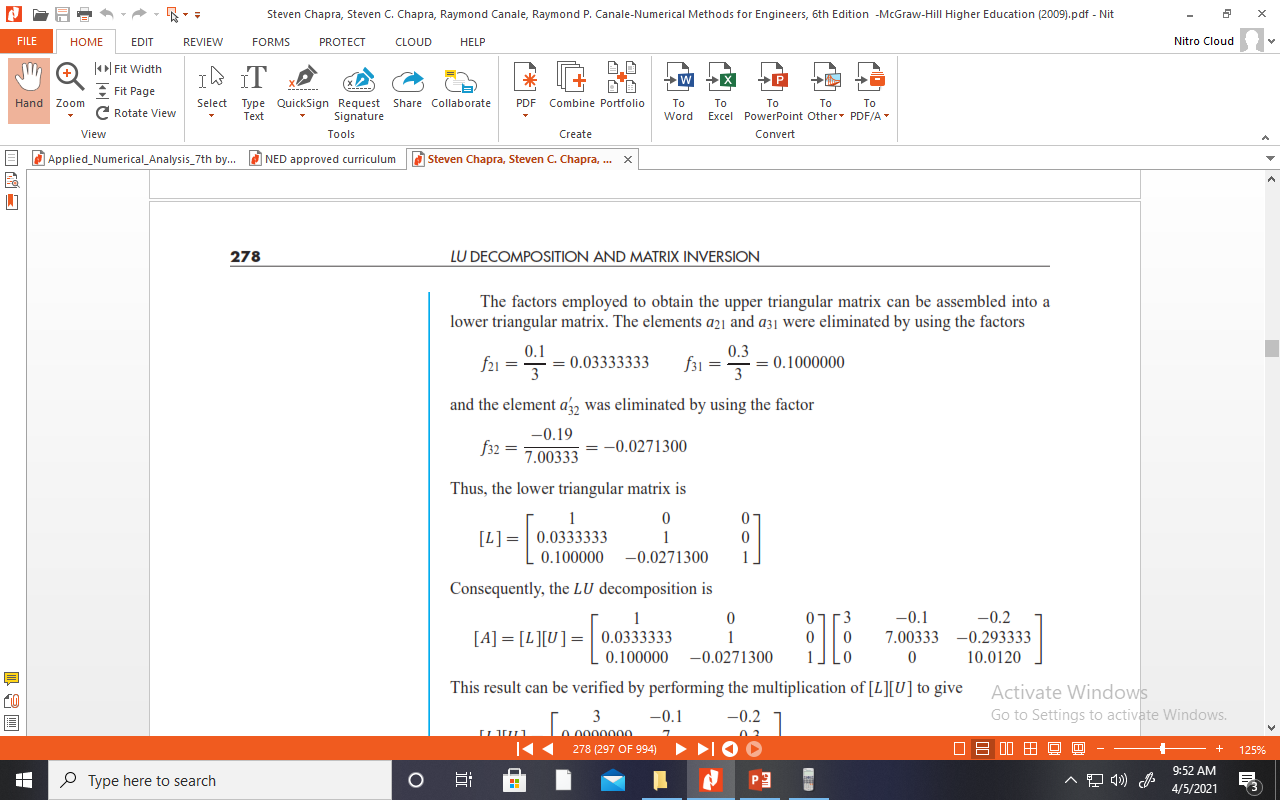 Steven Chapra, Steven C. Chapra, Raymond Canale, Raymond P. Canale-Numerical Methods for Engineers, 6th Edition -McGraw-Hill Higher Education (2009).pdf - Nit
FILE HOME EDIT REVIEW FORMS PROTECT CLOUD HELP Nitro Cloud
Hand Zoom Fit Width Fit Page Rotate View
Select Type Text QuickSign Request Signature Share Collaborate
PDF Combine Portfolio
To Word To Excel To PowerPoint To Other To PDF/A
View Tools Create Convert
Applied_Numerical_Analysis_7th by... NED approved curriculum Steven Chapra, Steven C. Chapra, ...
278 LU DECOMPOSITION AND MATRIX INVERSION
The factors employed to obtain the upper triangular matrix can be assembled into a
lower triangular matrix. The elements a21 and a31 were eliminated by using the factors
f21 = 0.1/3 = 0.03333333 f31 = 0.3/3 = 0.1000000
and the element a′32 was eliminated by using the factor
f32 = −0.19/7.00333 = −0.0271300
Thus, the lower triangular matrix is
1 0 0
[L] = 0.0333333 1 0
0.100000 −0.0271300 1
Consequently, the LU decomposition is
1 0 0 3 −0.1 −0.2
[A] = [L][U] = 0.0333333 1 0 0 7.00333 −0.293333
0.100000 −0.0271300 1 0 0 10.0120
This result can be verified by performing the multiplication of [L][U] to give
3 −0.1 −0.2
[L][U] 0.0999999 7 0.3
Activate Windows
Go to Settings to activate Windows.
278 (297 OF 994) 125%
Type here to search
9:52 AM
4/5/2021
3